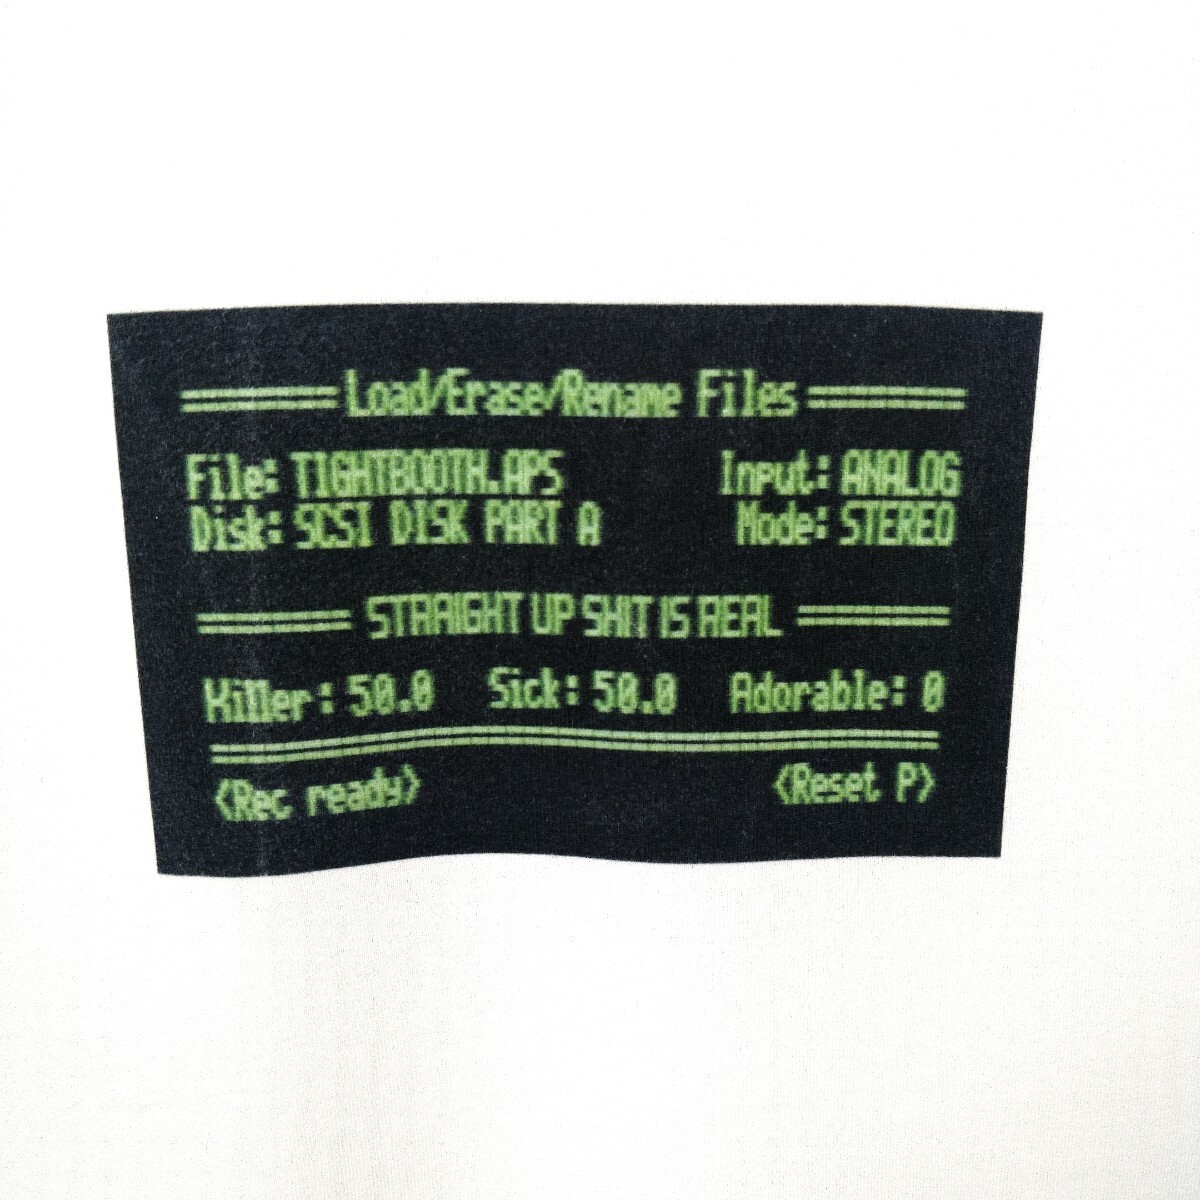 Load/Erase/Rename Files
File: TIGHTBOOTH.APS Input: ANALOG
Disk: SCSI DISK PART A Mode: STEREO
STRAIGHT UP SHIT IS REAL
Killer: 50.0 Sick: 50.0 Adorable: 0
<Rec ready> <Reset P>